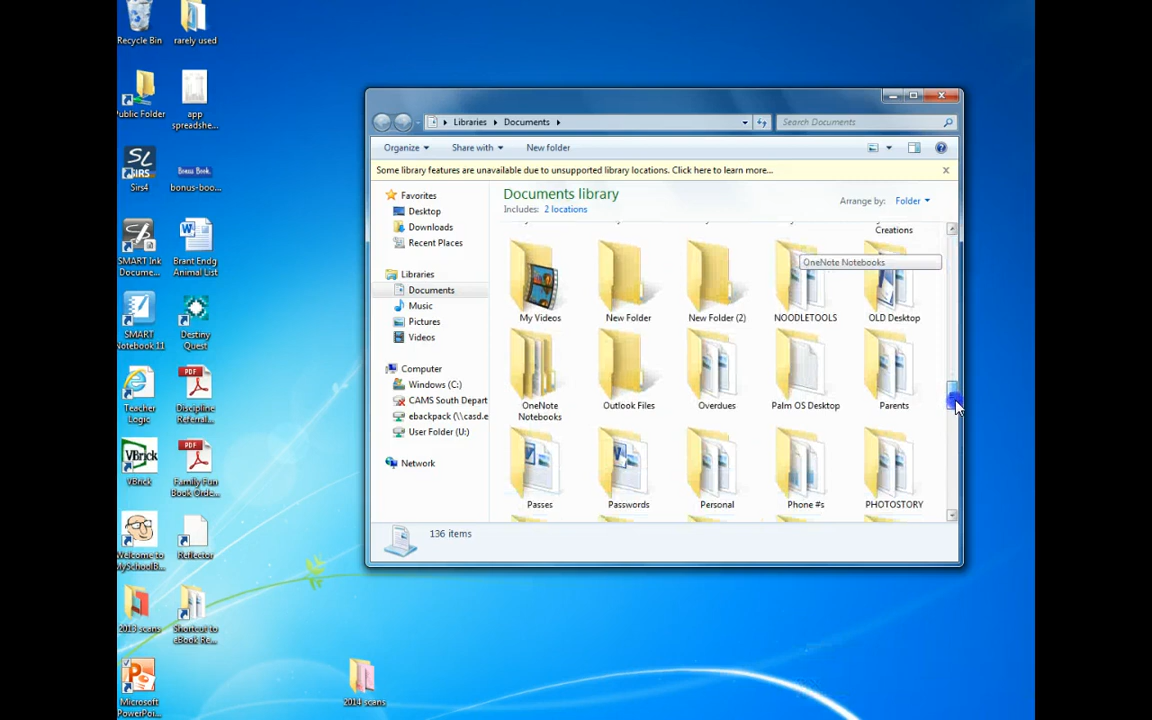 Recycle Bin
rarely used
Public Folder
app
spreadshe...
SL
SIRS
Sirs4
Bonus Book
bonus-boo...
SMART Ink
Docume...
Brant Endg
Animal List
SMART
Notebook 11
Destiny
Quest
Teacher
Logic
PDF
Discipline
Referral...
VBrick
VBrick
PDF
Family Fun
Book Orde...
Welcome to
MySchoolB...
Reflector
2013 scans
Shortcut to
eBook Re...
Microsoft
PowerPoi...
2014 scans
Libraries
Documents
Search Documents
Organize
Share with
New folder
Some library features are unavailable due to unsupported library locations. Click here to learn more...
Favorites
Desktop
Downloads
Recent Places
Libraries
Documents
Music
Pictures
Videos
Computer
Windows (C:)
CAMS South Depart
ebackpack (\\casd.e
User Folder (U:)
Network
Documents library
Includes: 2 locations
Arrange by: Folder
Creations
OneNote Notebooks
My Videos
New Folder
New Folder (2)
NOODLETOOLS
OLD Desktop
OneNote
Notebooks
Outlook Files
Overdues
Palm OS Desktop
Parents
Passes
Passwords
Personal
Phone #s
PHOTOSTORY
136 items